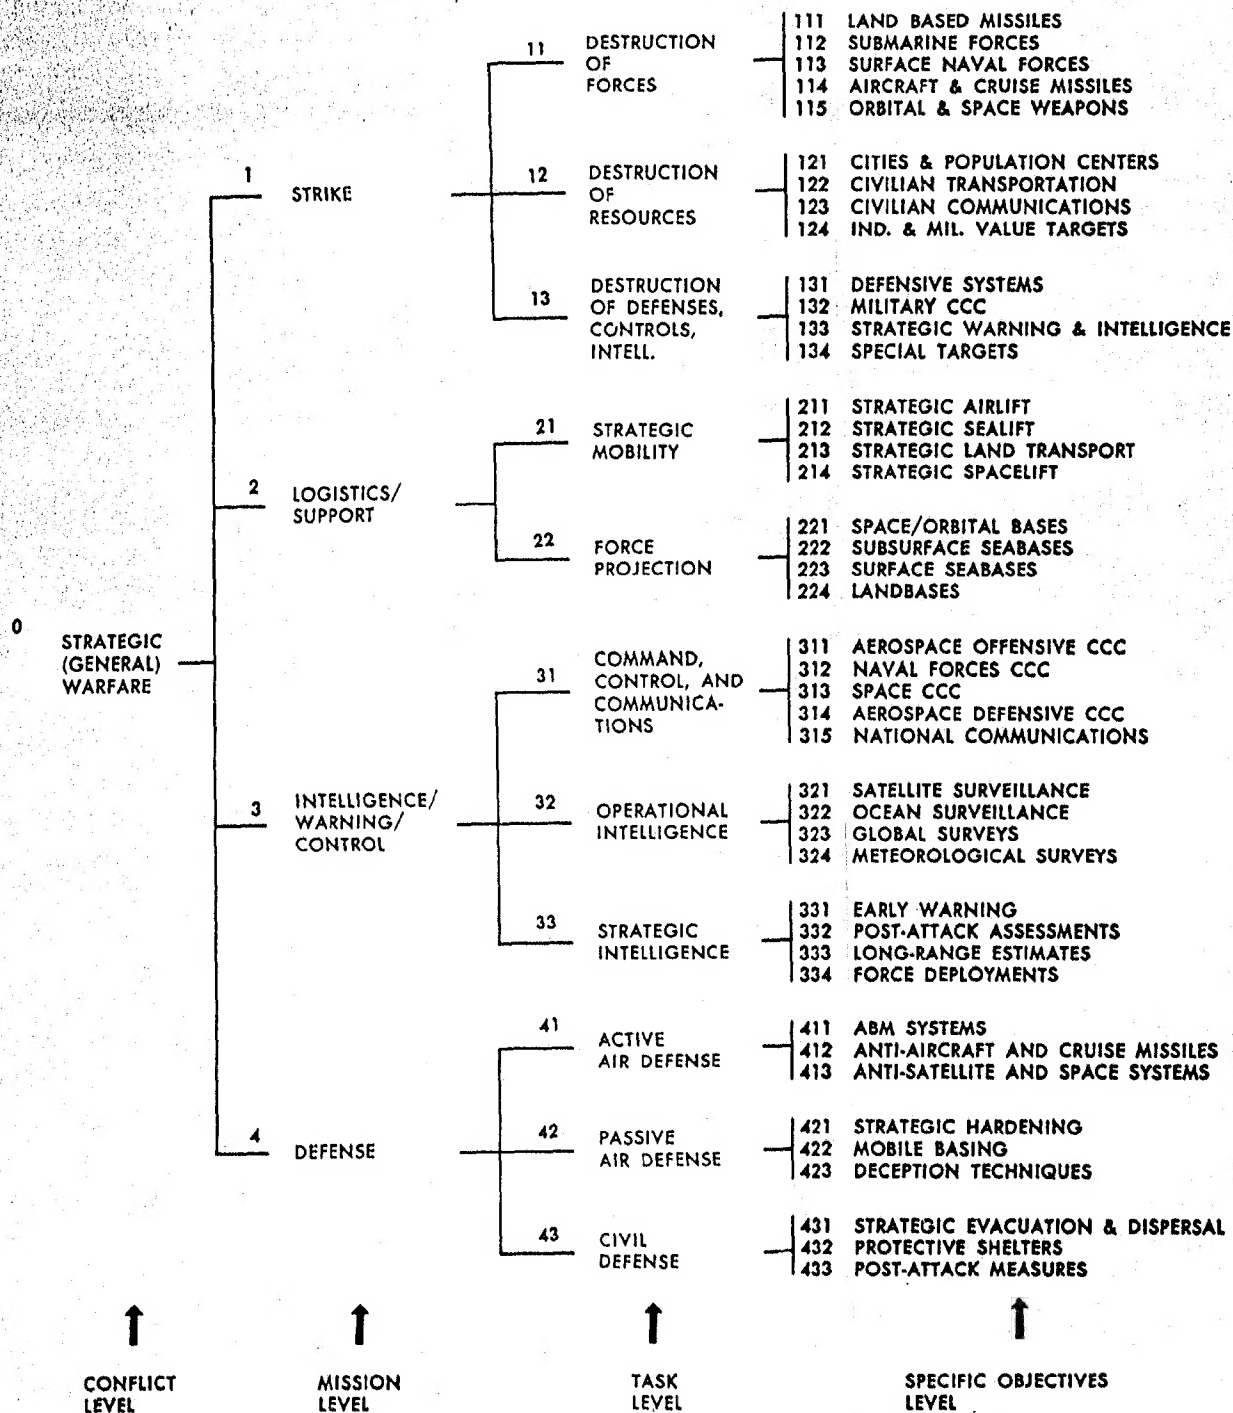 0
STRATEGIC
(GENERAL)
WARFARE
1
STRIKE
11
DESTRUCTION
OF
FORCES
111 LAND BASED MISSILES
112 SUBMARINE FORCES
113 SURFACE NAVAL FORCES
114 AIRCRAFT & CRUISE MISSILES
115 ORBITAL & SPACE WEAPONS
12
DESTRUCTION
OF
RESOURCES
121 CITIES & POPULATION CENTERS
122 CIVILIAN TRANSPORTATION
123 CIVILIAN COMMUNICATIONS
124 IND. & MIL. VALUE TARGETS
13
DESTRUCTION
OF DEFENSES,
CONTROLS,
INTELL.
131 DEFENSIVE SYSTEMS
132 MILITARY CCC
133 STRATEGIC WARNING & INTELLIGENCE
134 SPECIAL TARGETS
2
LOGISTICS/
SUPPORT
21
STRATEGIC
MOBILITY
211 STRATEGIC AIRLIFT
212 STRATEGIC SEALIFT
213 STRATEGIC LAND TRANSPORT
214 STRATEGIC SPACELIFT
22
FORCE
PROJECTION
221 SPACE/ORBITAL BASES
222 SUBSURFACE SEABASES
223 SURFACE SEABASES
224 LANDBASES
3
INTELLIGENCE/
WARNING/
CONTROL
31
COMMAND,
CONTROL, AND
COMMUNICA-
TIONS
311 AEROSPACE OFFENSIVE CCC
312 NAVAL FORCES CCC
313 SPACE CCC
314 AEROSPACE DEFENSIVE CCC
315 NATIONAL COMMUNICATIONS
32
OPERATIONAL
INTELLIGENCE
321 SATELLITE SURVEILLANCE
322 OCEAN SURVEILLANCE
323 GLOBAL SURVEYS
324 METEOROLOGICAL SURVEYS
33
STRATEGIC
INTELLIGENCE
331 EARLY WARNING
332 POST-ATTACK ASSESSMENTS
333 LONG-RANGE ESTIMATES
334 FORCE DEPLOYMENTS
4
DEFENSE
41
ACTIVE
AIR DEFENSE
411 ABM SYSTEMS
412 ANTI-AIRCRAFT AND CRUISE MISSILES
413 ANTI-SATELLITE AND SPACE SYSTEMS
42
PASSIVE
AIR DEFENSE
421 STRATEGIC HARDENING
422 MOBILE BASING
423 DECEPTION TECHNIQUES
43
CIVIL
DEFENSE
431 STRATEGIC EVACUATION & DISPERSAL
432 PROTECTIVE SHELTERS
433 POST-ATTACK MEASURES
CONFLICT
LEVEL
MISSION
LEVEL
TASK
LEVEL
SPECIFIC OBJECTIVES
LEVEL